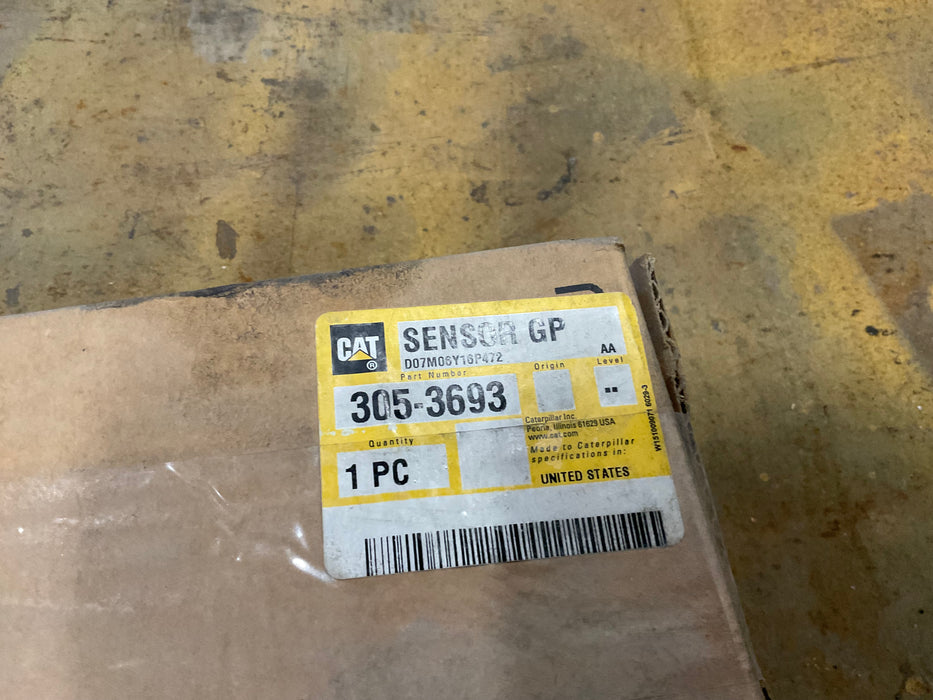 CAT
®
SENSOR GP
D07M06Y16P472
AA
Part Number
Origin
Level
305-3693
--
Caterpillar Inc.
Peoria, Illinois 61629 USA
www.cat.com
Quantity
Made to Caterpillar
specifications in:
1 PC
UNITED STATES